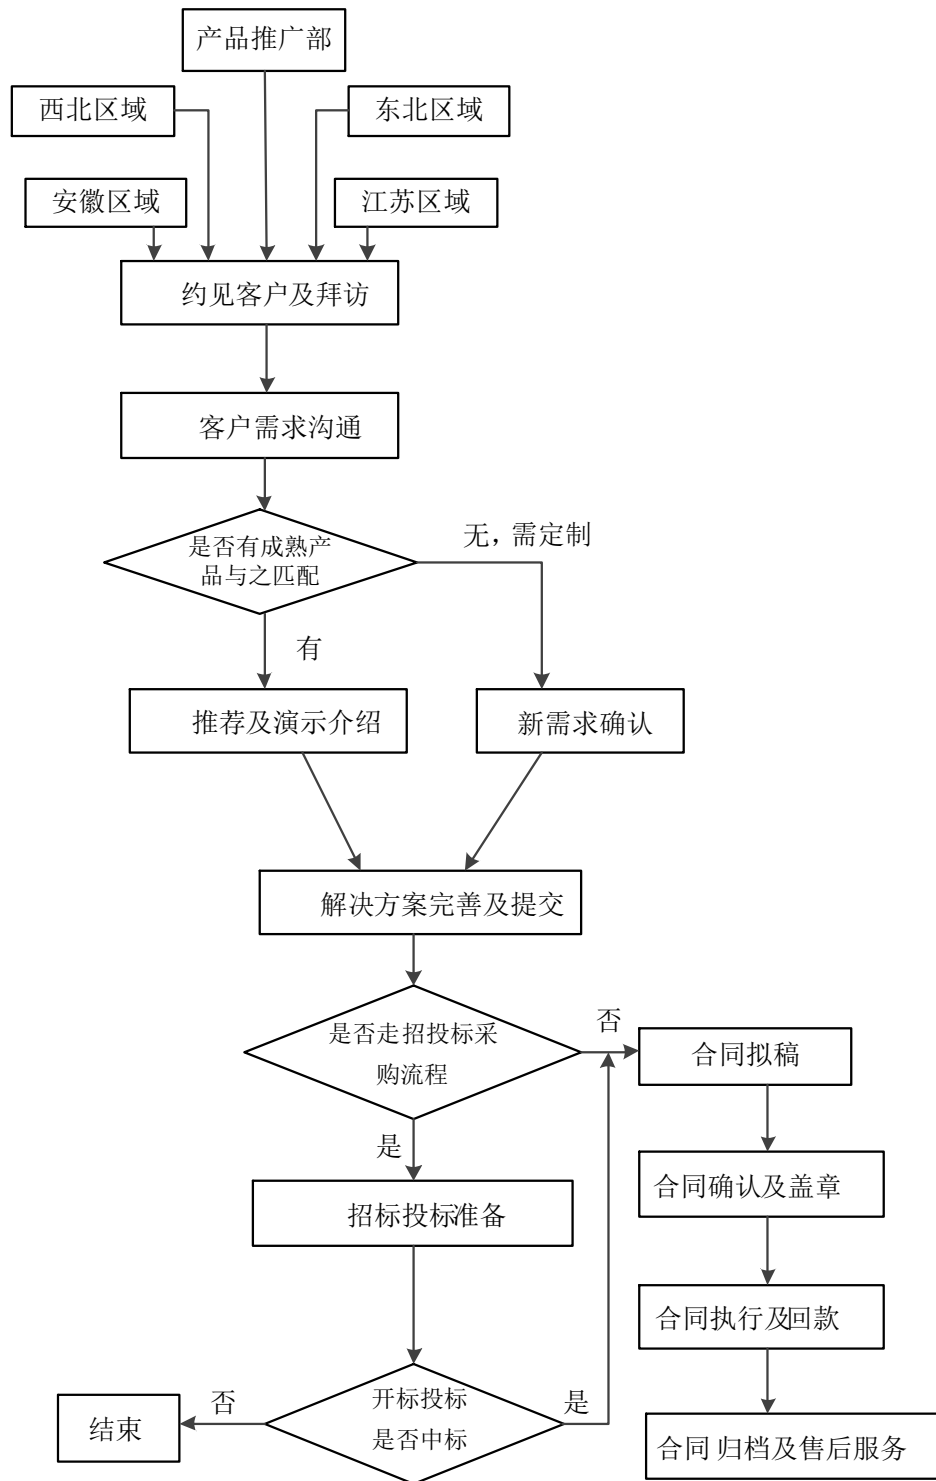 产品推广部
西北区域
东北区域
安徽区域
江苏区域
约见客户及拜访
客户需求沟通
是否有成熟产
品与之匹配
无，需定制
有
推荐及演示介绍
新需求确认
解决方案完善及提交
是否走招投标采
购流程
否
合同拟稿
是
合同确认及盖章
招标投标准备
合同执行及回款
开标投标
是否中标
否
是
结束
合同归档及售后服务